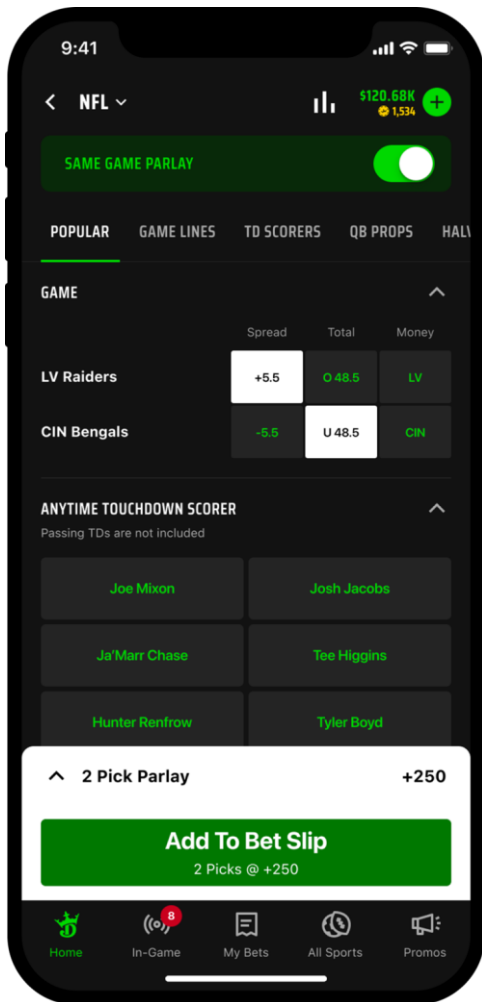 9:41
NFL
$120.68K
1,534
SAME GAME PARLAY
POPULAR GAME LINES TD SCORERS QB PROPS HALV
GAME
Spread Total Money
LV Raiders +5.5 O 48.5 LV
CIN Bengals -5.5 U 48.5 CIN
ANYTIME TOUCHDOWN SCORER
Passing TDs are not included
Joe Mixon Josh Jacobs
Ja'Marr Chase Tee Higgins
Hunter Renfrow Tyler Boyd
2 Pick Parlay +250
Add To Bet Slip
2 Picks @ +250
8
Home In-Game My Bets All Sports Promos